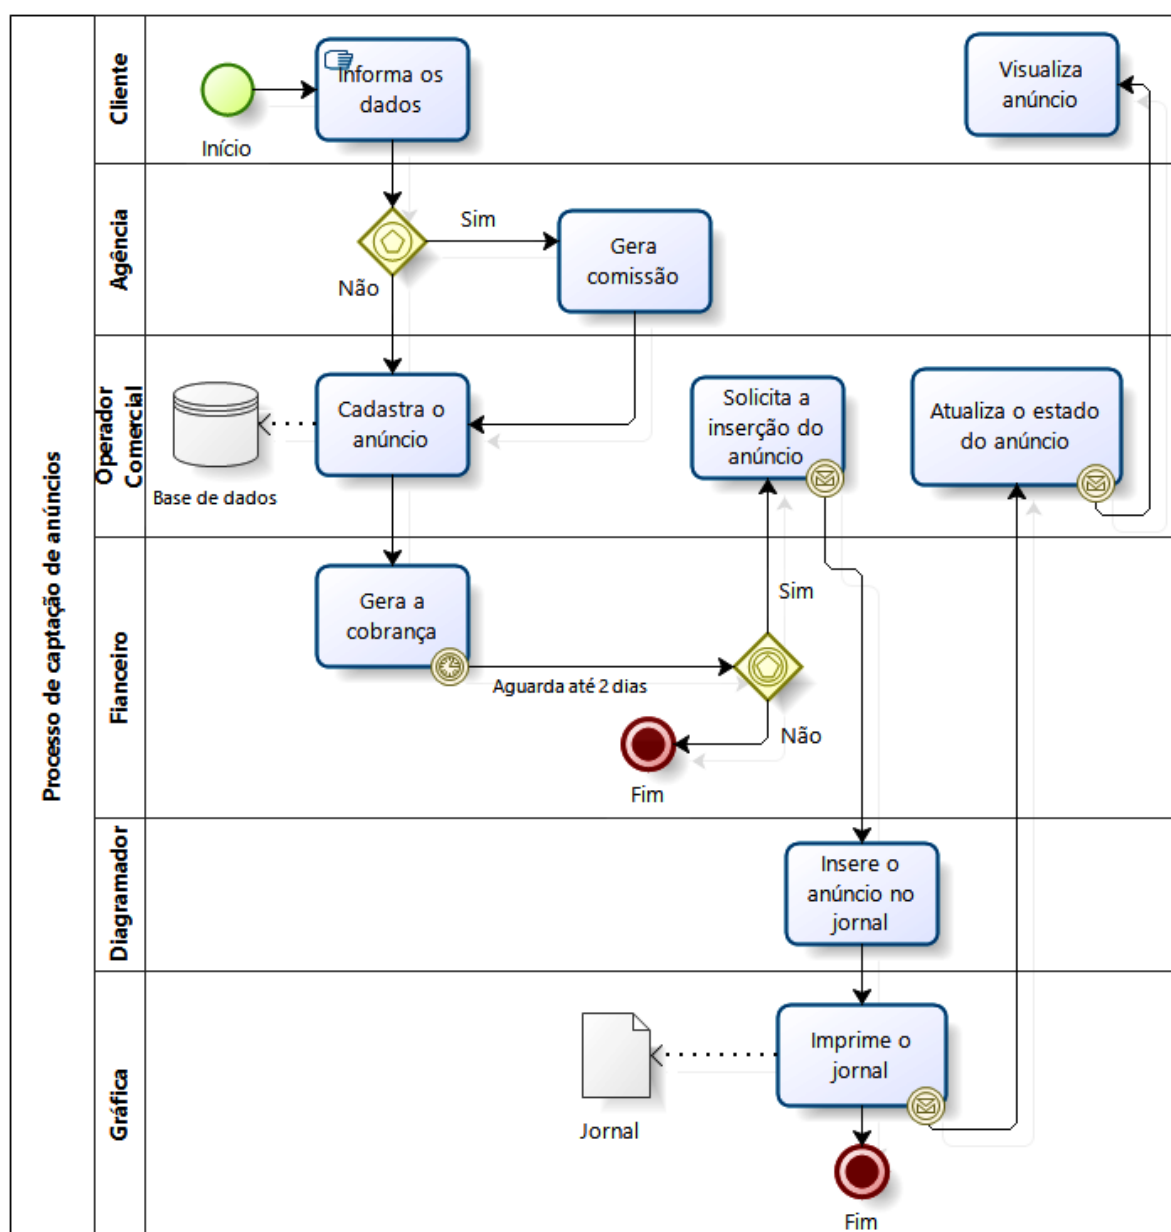 Processo de captação de anúncios
Cliente
Início
Informa os
dados
Visualiza
anúncio
Agência
Sim
Não
Gera
comissão
Operador
Comercial
Base de dados
Cadastra o
anúncio
Solicita a
inserção do
anúncio
Atualiza o estado
do anúncio
Fianceiro
Gera a
cobrança
Aguarda até 2 dias
Sim
Não
Fim
Diagramador
Insere o
anúncio no
jornal
Gráfica
Jornal
Imprime o
jornal
Fim